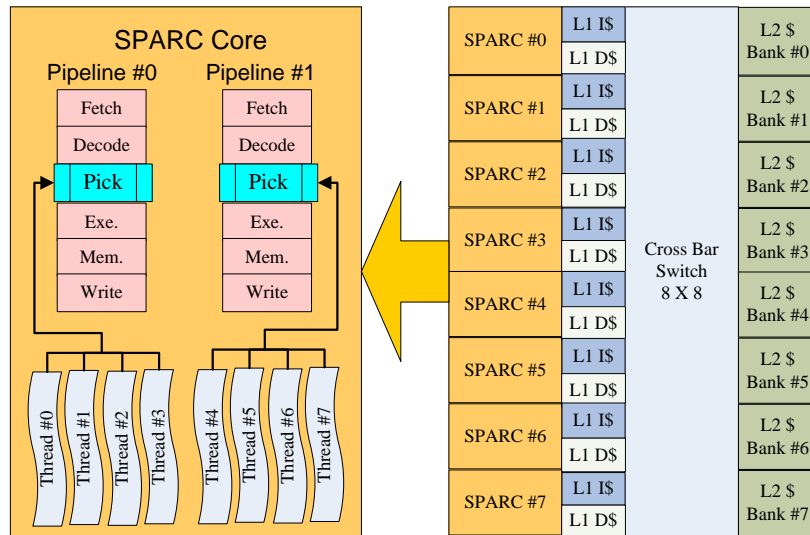 SPARC Core
Pipeline #0
Pipeline #1
Fetch
Decode
Pick
Exe.
Mem.
Write
Fetch
Decode
Pick
Exe.
Mem.
Write
Thread #0
Thread #1
Thread #2
Thread #3
Thread #4
Thread #5
Thread #6
Thread #7
SPARC #0
L1 I$
L1 D$
SPARC #1
L1 I$
L1 D$
SPARC #2
L1 I$
L1 D$
SPARC #3
L1 I$
L1 D$
SPARC #4
L1 I$
L1 D$
SPARC #5
L1 I$
L1 D$
SPARC #6
L1 I$
L1 D$
SPARC #7
L1 I$
L1 D$
Cross Bar
Switch
8 X 8
L2 $
Bank #0
L2 $
Bank #1
L2 $
Bank #2
L2 $
Bank #3
L2 $
Bank #4
L2 $
Bank #5
L2 $
Bank #6
L2 $
Bank #7